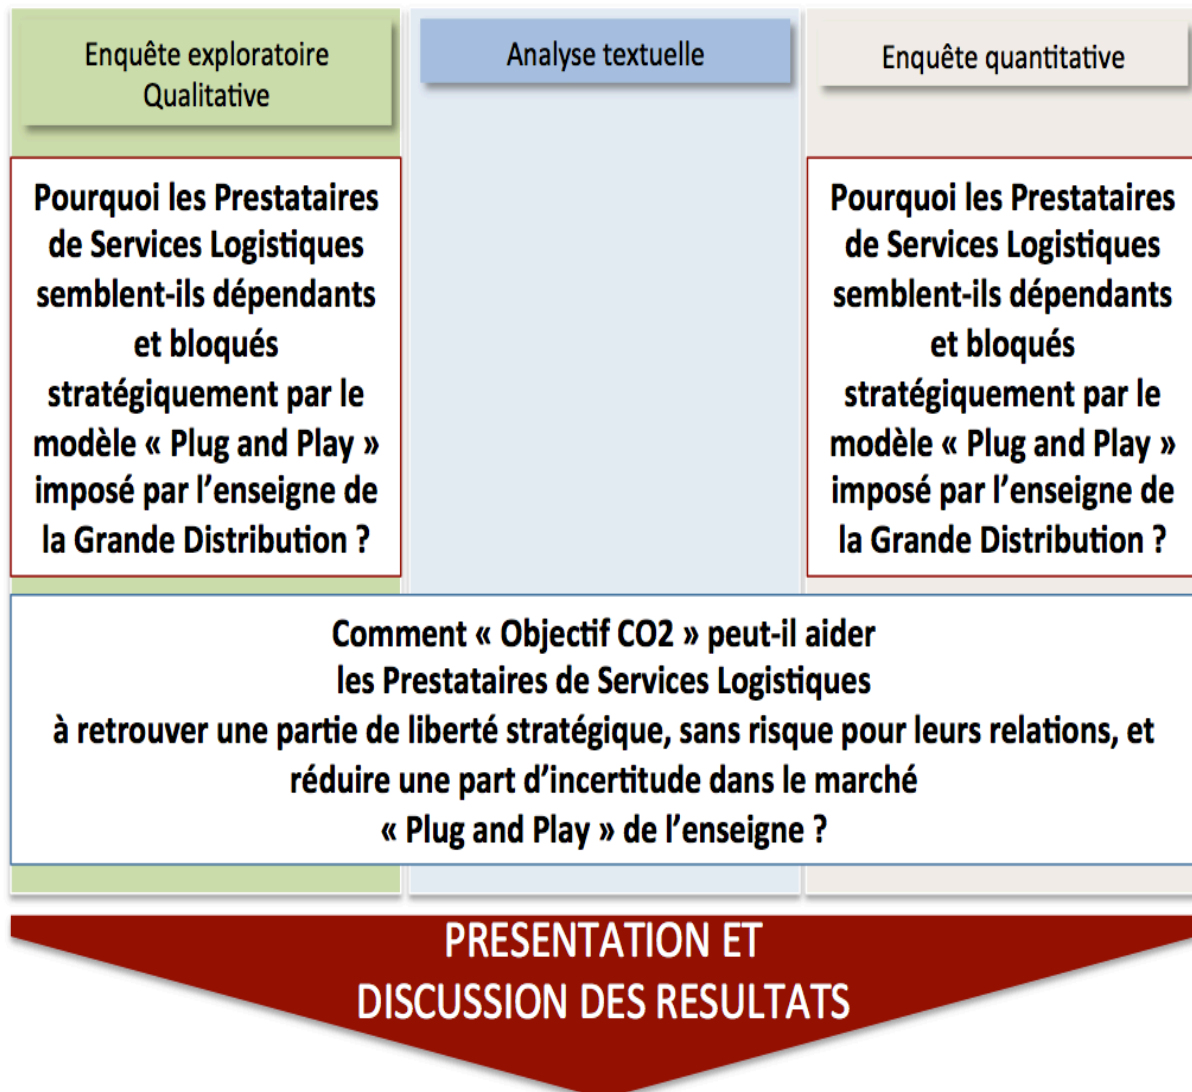 Enquête exploratoire
Qualitative
Analyse textuelle
Enquête quantitative
Pourquoi les Prestataires
de Services Logistiques
semblent-ils dépendants
et bloqués
stratégiquement par le
modèle « Plug and Play »
imposé par l’enseigne de
la Grande Distribution ?
Pourquoi les Prestataires
de Services Logistiques
semblent-ils dépendants
et bloqués
stratégiquement par le
modèle « Plug and Play »
imposé par l’enseigne de
la Grande Distribution ?
Comment « Objectif CO2 » peut-il aider
les Prestataires de Services Logistiques
à retrouver une partie de liberté stratégique, sans risque pour leurs relations, et
réduire une part d’incertitude dans le marché
« Plug and Play » de l’enseigne ?
PRESENTATION ET
DISCUSSION DES RESULTATS